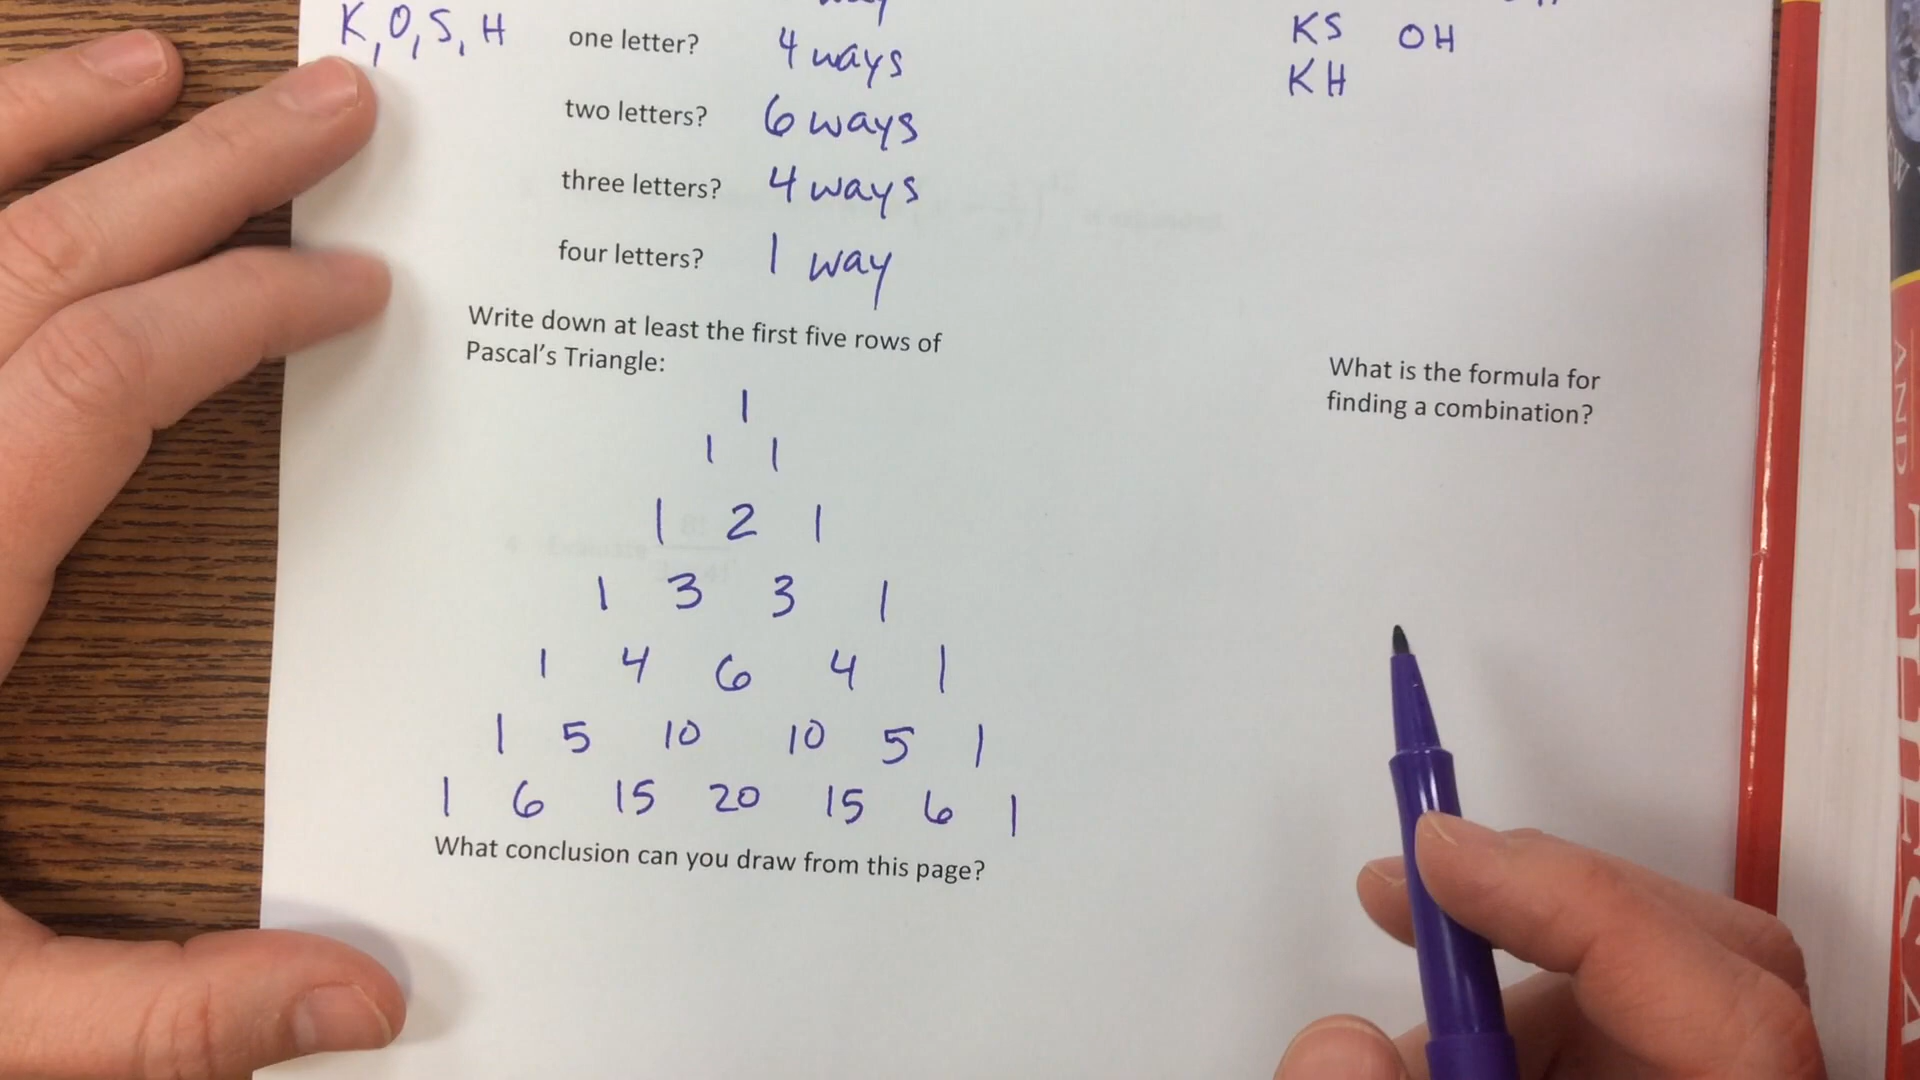 K, O, S, H one letter? 4 ways
two letters? 6 ways
three letters? 4 ways
four letters? 1 way
KS OH
KH
Write down at least the first five rows of
Pascal's Triangle:
1
1 1
1 2 1
1 3 3 1
1 4 6 4 1
1 5 10 10 5 1
1 6 15 20 15 6 1
What conclusion can you draw from this page?
What is the formula for
finding a combination?
AND